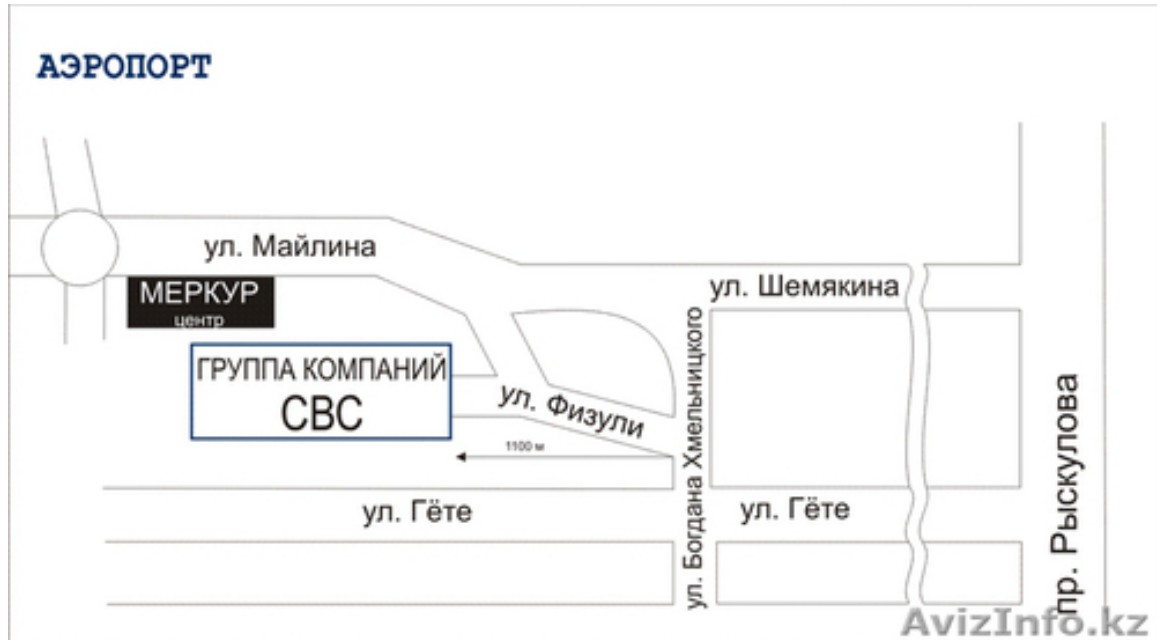 АЭРОПОРТ
ул. Майлина
МЕРКУР
центр
ул. Шемякина
ГРУППА КОМПАНИЙ
СВС
ул. Физули
1100 м
ул. Богдана Хмельницкого
ул. Гёте
ул. Гёте
пр. Рыскулова
AvizInfo.kz